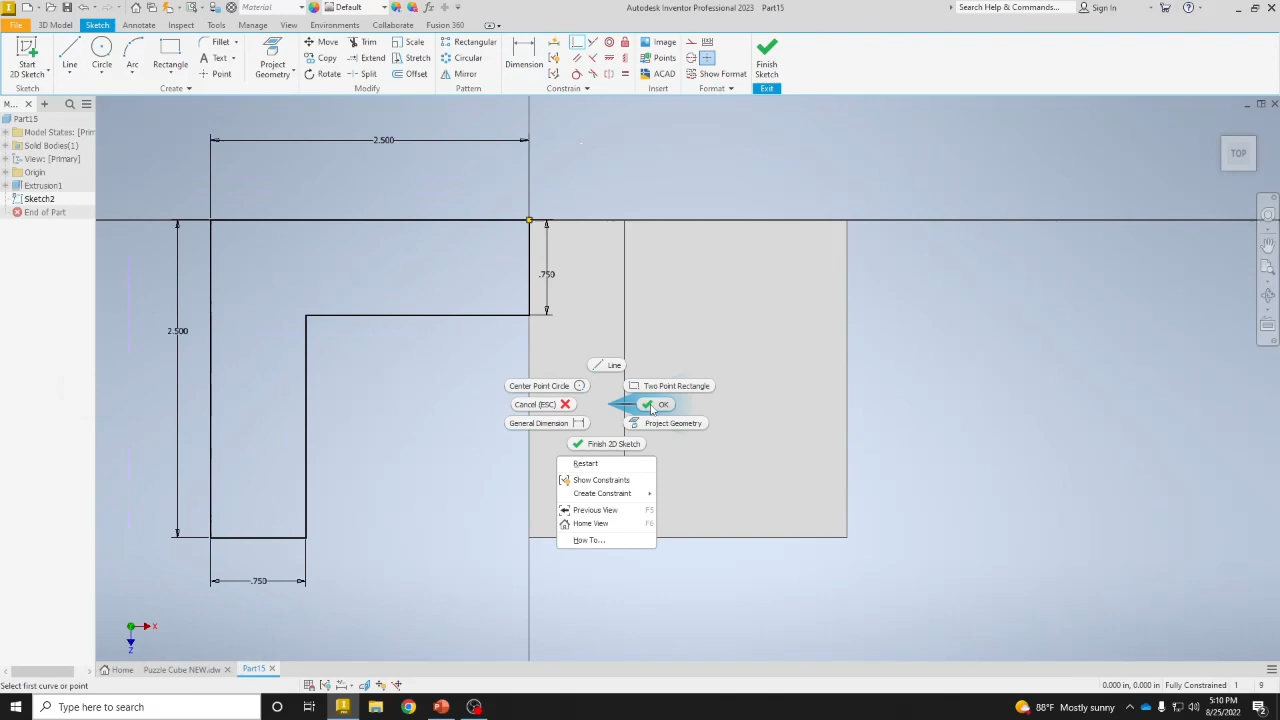 Material
Default
Autodesk Inventor Professional 2023 Part15
Search Help & Commands...
Sign In
File
3D Model
Sketch
Annotate
Inspect
Tools
Manage
View
Environments
Collaborate
Fusion 360
Start
2D Sketch
Line
Circle
Arc
Rectangle
Fillet
Text
Point
Project
Geometry
Move
Copy
Rotate
Trim
Extend
Split
Scale
Stretch
Offset
Rectangular
Circular
Mirror
Dimension
Image
Points
ACAD
Show Format
Finish
Sketch
Sketch
Create
Modify
Pattern
Constrain
Insert
Format
Exit
M...
Part15
Model States: [Prim
Solid Bodies(1)
View: [Primary]
Origin
Extrusion1
Sketch2
End of Part
TOP
2.500
.750
2.500
.750
Line
Center Point Circle
Two Point Rectangle
Cancel (ESC)
OK
General Dimension
Project Geometry
Finish 2D Sketch
Restart
Show Constraints
Create Constraint
Previous View F5
Home View F6
How To...
X
Z
Home
Puzzle Cube NEW.idw
Part15
Select first curve or point
0.000 in, 0.000 in
Fully Constrained
1
9
Type here to search
88°F Mostly sunny
5:10 PM
8/25/2022
2